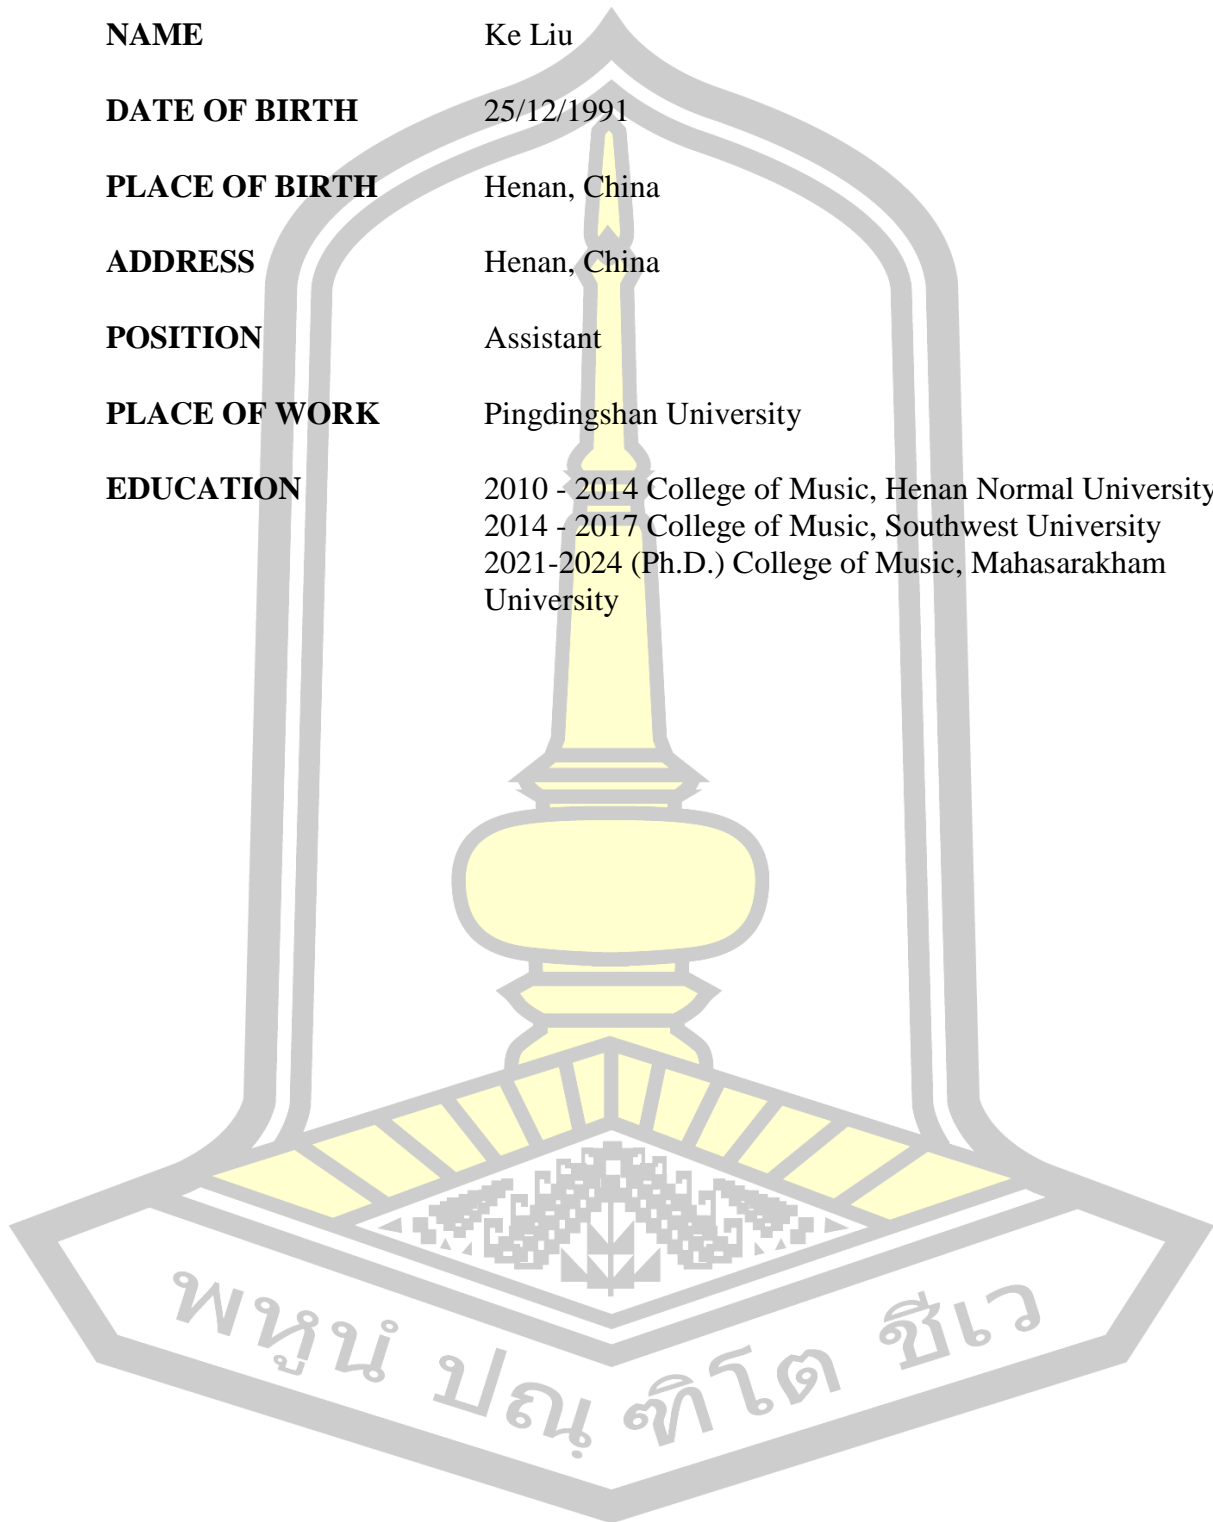 NAME Ke Liu
DATE OF BIRTH 25/12/1991
PLACE OF BIRTH Henan, China
ADDRESS Henan, China
POSITION Assistant
PLACE OF WORK Pingdingshan University
EDUCATION 2010 - 2014 College of Music, Henan Normal University
2014 - 2017 College of Music, Southwest University
2021-2024 (Ph.D.) College of Music, Mahasarakham
University
พหูนํ ปณฺ ฑิโต ชีเว